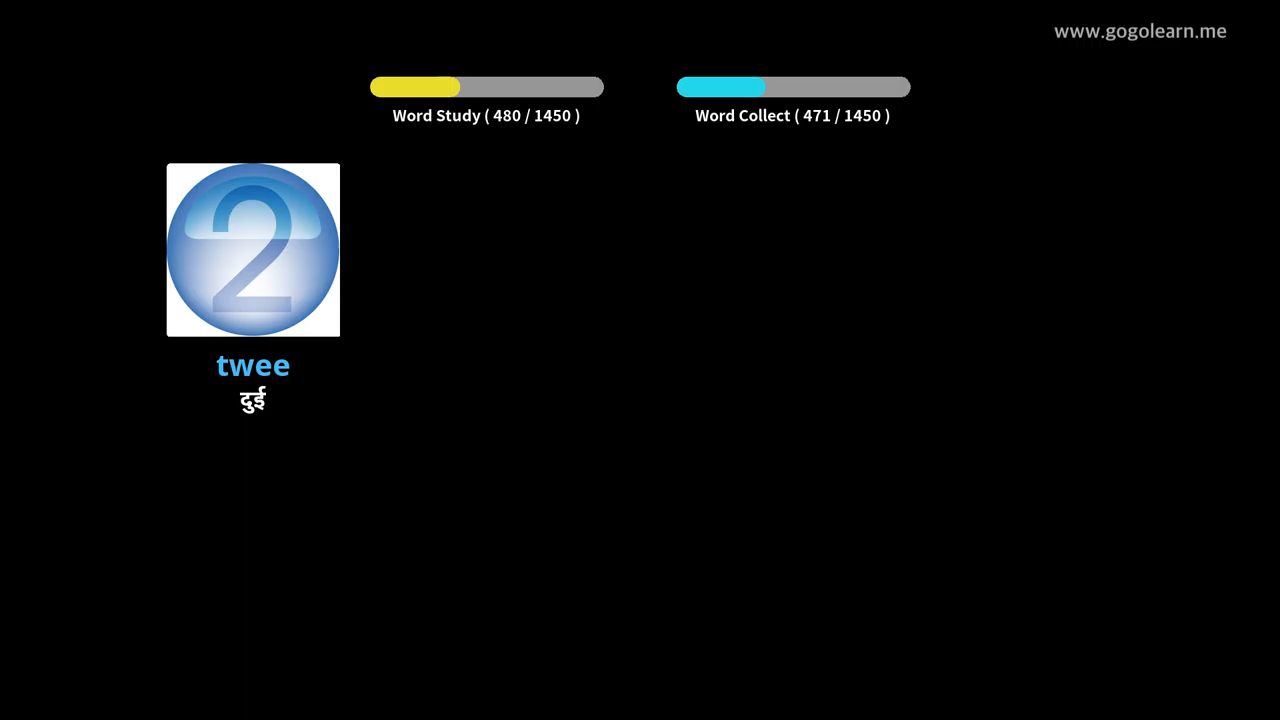 www.gogolearn.me
Word Study ( 480 / 1450 )
Word Collect ( 471 / 1450 )
2
twee
दुई